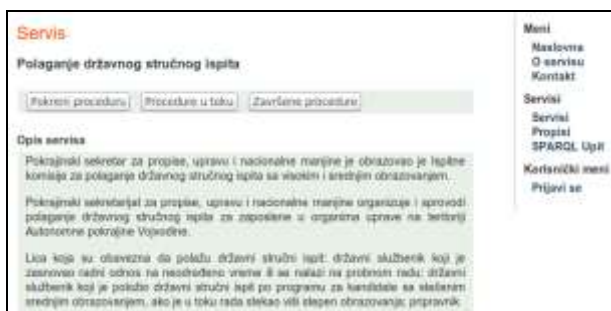 Servis
Polaganje državnog stručnog ispita
Pokreni proceduru
Procedure u toku
Završene procedure
Opis servisa
Pokrajinski sekretar za propise, upravu i nacionalne manjine je obrazovao je Ispitne
komisije za polaganje državnog stručnog ispita sa visokim i srednjim obrazovanjem.
Pokrajinski sekretarijat za propise, upravu i nacionalne manjine organizuje i sprovodi
polaganje državnog stručnog ispita za zaposlene u organima uprave na teritoriji
Autonomne pokrajine Vojvodine.
Lica koja su obavezna da polažu državni stručni ispit: državni službenik koji je
zasnovao radni odnos na neodređeno vreme ili se nalazi na probnom radu; državni
službenik koji je položio državni stručni ispit po programu za kandidate sa stečenim
srednjim obrazovanjem, ako je u toku rada stekao viši stepen obrazovanja; pripravnik
Meni
Naslovna
O servisu
Kontakt
Servisi
Servisi
Propisi
SPARQL Upit
Korisnički meni
Prijavi se